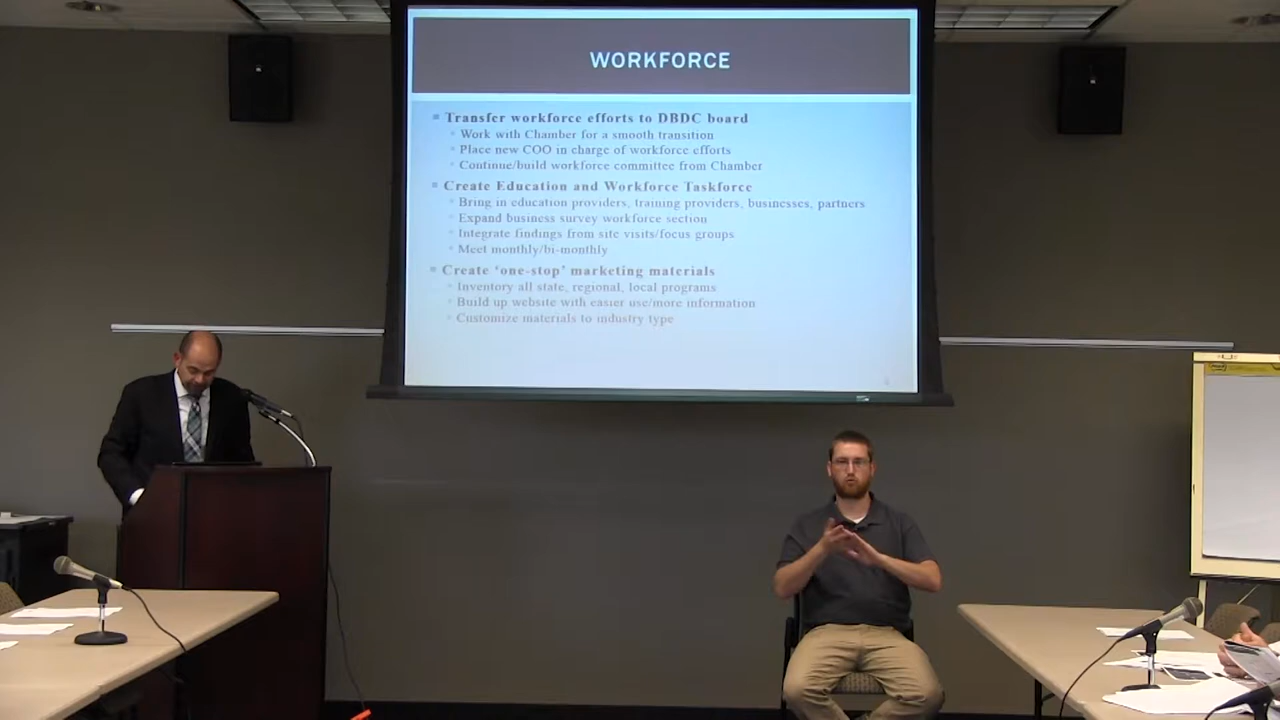 WORKFORCE
Transfer workforce efforts to DBDC board
Work with Chamber for a smooth transition
Place new COO in charge of workforce efforts
Continue/build workforce committee from Chamber
Create Education and Workforce Taskforce
Bring in education providers, training providers, businesses, partners
Expand business survey workforce section
Integrate findings from site visits/focus groups
Meet monthly/bi-monthly
Create 'one-stop' marketing materials
Inventory all state, regional, local programs
Build up website with easier use/more information
Customize materials to industry type